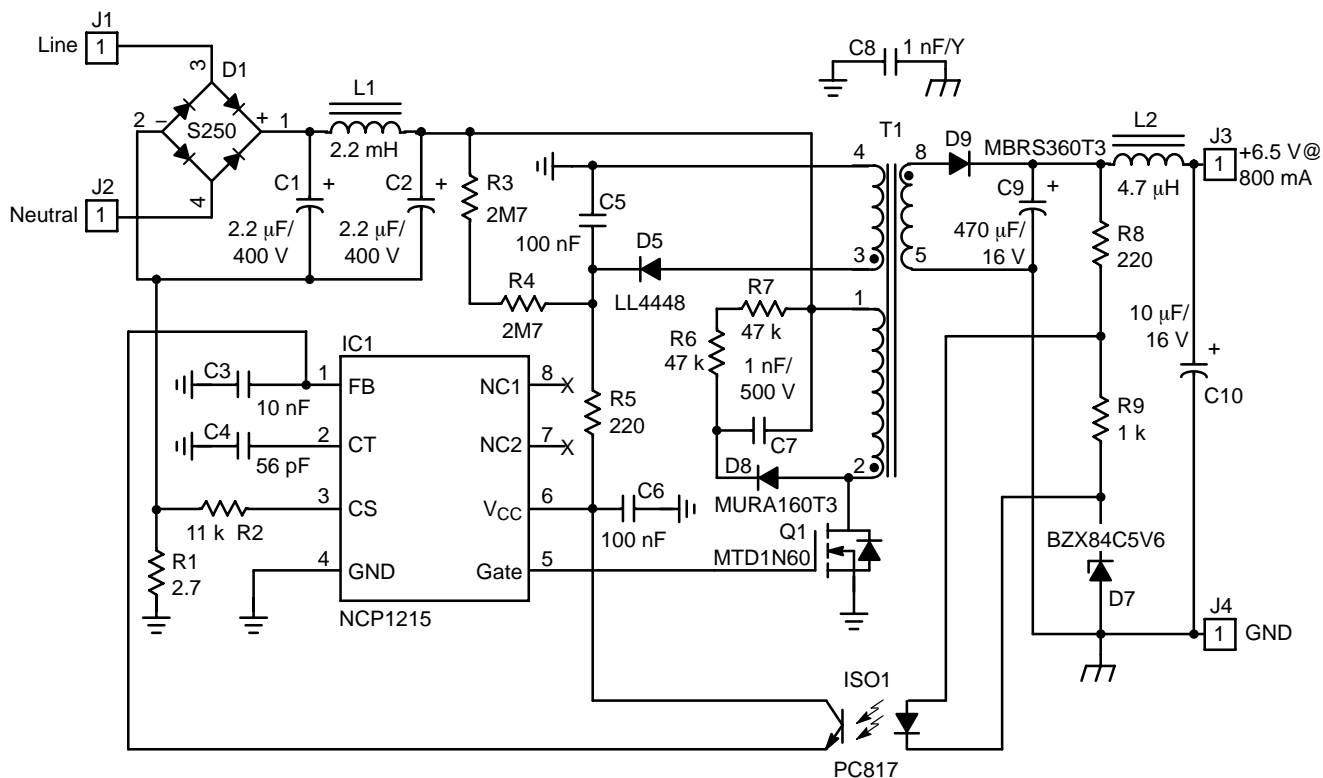 J1
Line
1
3
D1
2
–
S250
+
1
4
J2
Neutral
1
L1
2.2 mH
C1
+
2.2 μF/
400 V
C2
+
2.2 μF/
400 V
R3
2M7
R4
2M7
C5
100 nF
D5
LL4448
C8
1 nF/Y
T1
4
3
1
2
8
5
D9
MBRS360T3
C9
+
470 μF/
16 V
L2
4.7 μH
J3
1
+6.5 V@
800 mA
R8
220
10 μF/
16 V
+
C10
R9
1 k
R7
47 k
R6
47 k
1 nF/
500 V
C7
D8
MURA160T3
Q1
MTD1N60
IC1
C3
10 nF
1
FB
NC1
8
X
C4
56 pF
2
CT
NC2
7
X
11 k
R2
3
CS
VCC
6
4
GND
Gate
5
NCP1215
R1
2.7
R5
220
C6
100 nF
BZX84C5V6
D7
J4
1
GND
ISO1
PC817